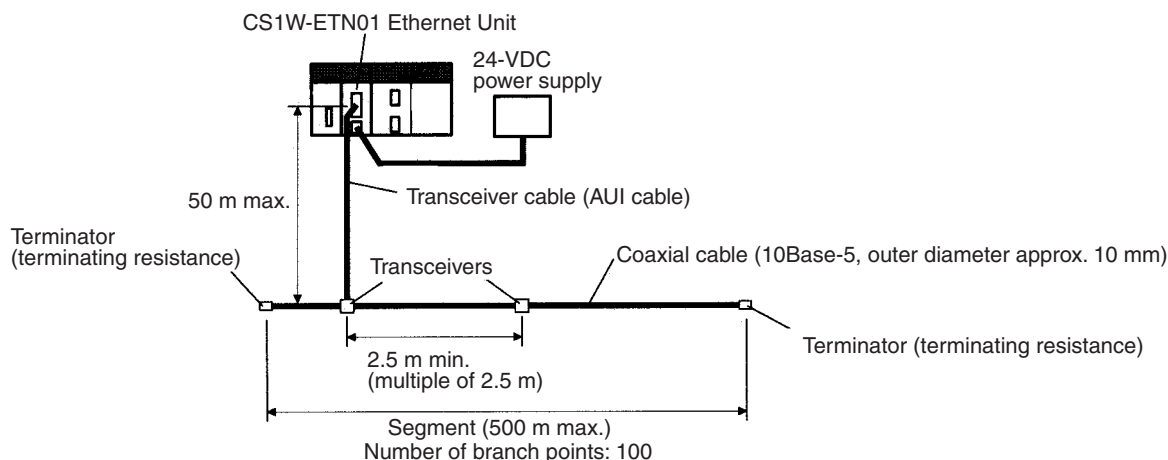 CS1W-ETN01 Ethernet Unit
24-VDC
power supply
50 m max.
Transceiver cable (AUI cable)
Terminator
(terminating resistance)
Transceivers
Coaxial cable (10Base-5, outer diameter approx. 10 mm)
2.5 m min.
(multiple of 2.5 m)
Terminator (terminating resistance)
Segment (500 m max.)
Number of branch points: 100